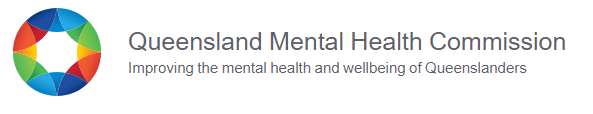 Queensland Mental Health Commission
Improving the mental health and wellbeing of Queenslanders